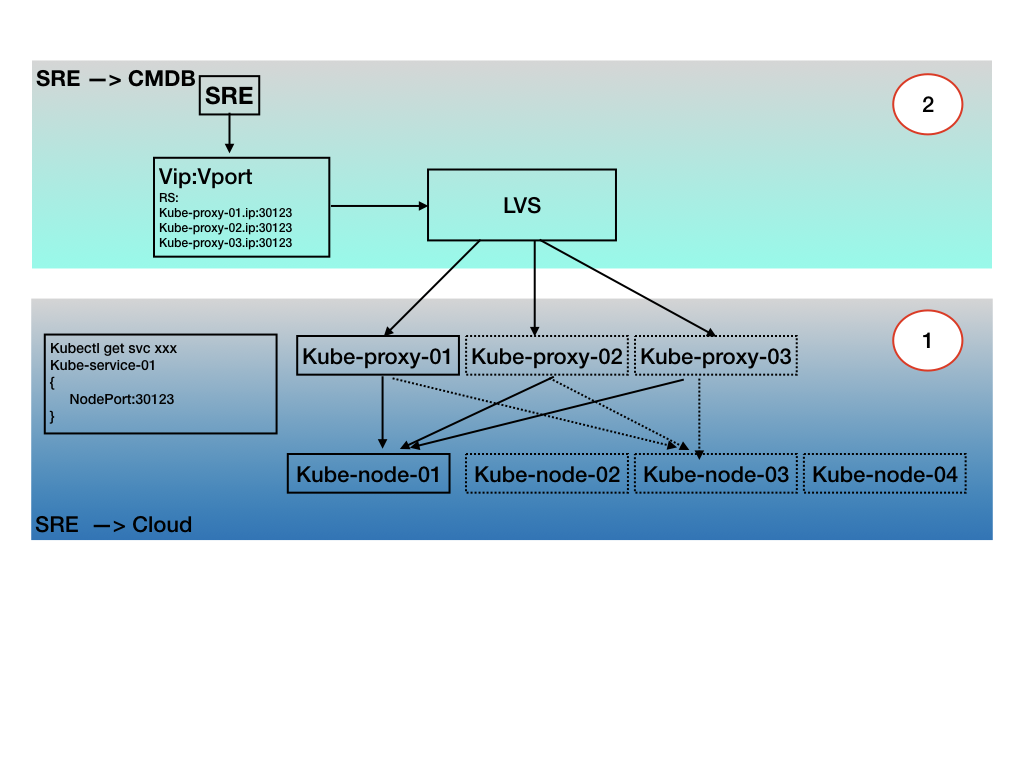 SRE —> CMDB
SRE
2
Vip:Vport
RS:
Kube-proxy-01.ip:30123
Kube-proxy-02.ip:30123
Kube-proxy-03.ip:30123
LVS
1
Kubectl get svc xxx
Kube-service-01
{
NodePort:30123
}
Kube-proxy-01
Kube-proxy-02
Kube-proxy-03
Kube-node-01
Kube-node-02
Kube-node-03
Kube-node-04
SRE —> Cloud